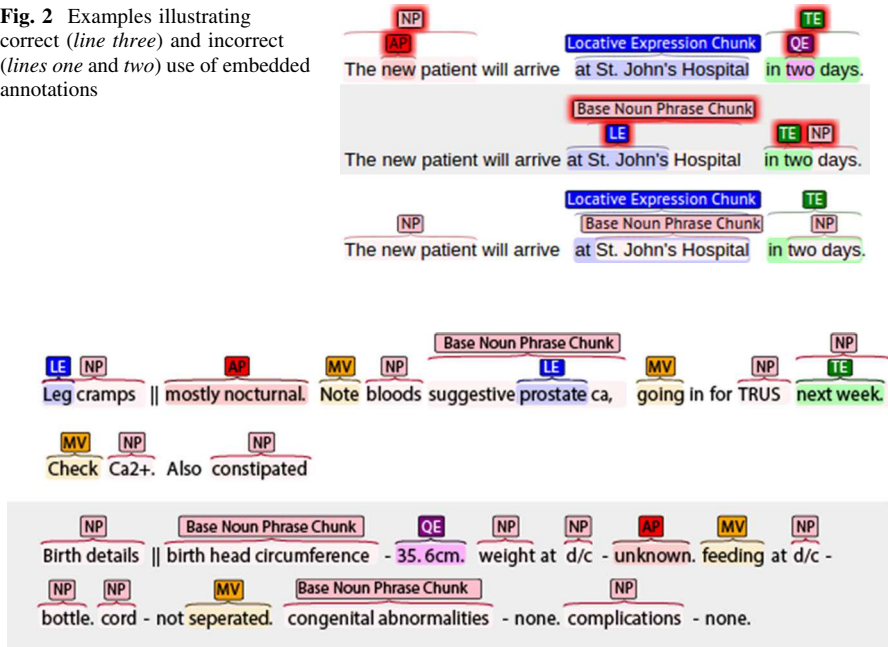 Fig. 2 Examples illustrating
correct (line three) and incorrect
(lines one and two) use of embedded
annotations
NP TE
AP Locative Expression Chunk QE
The new patient will arrive at St. John's Hospital in two days.
Base Noun Phrase Chunk
LE TE NP
The new patient will arrive at St. John's Hospital in two days.
Locative Expression Chunk TE
NP Base Noun Phrase Chunk NP
The new patient will arrive at St. John's Hospital in two days.
Base Noun Phrase Chunk NP
LE NP AP MV NP LE MV NP TE
Leg cramps || mostly nocturnal. Note bloods suggestive prostate ca, going in for TRUS next week.
MV NP NP
Check Ca2+. Also constipated
NP Base Noun Phrase Chunk QE NP NP AP MV NP
Birth details || birth head circumference - 35. 6cm. weight at d/c - unknown. feeding at d/c -
NP NP MV Base Noun Phrase Chunk NP
bottle. cord - not seperated. congenital abnormalities - none. complications - none.